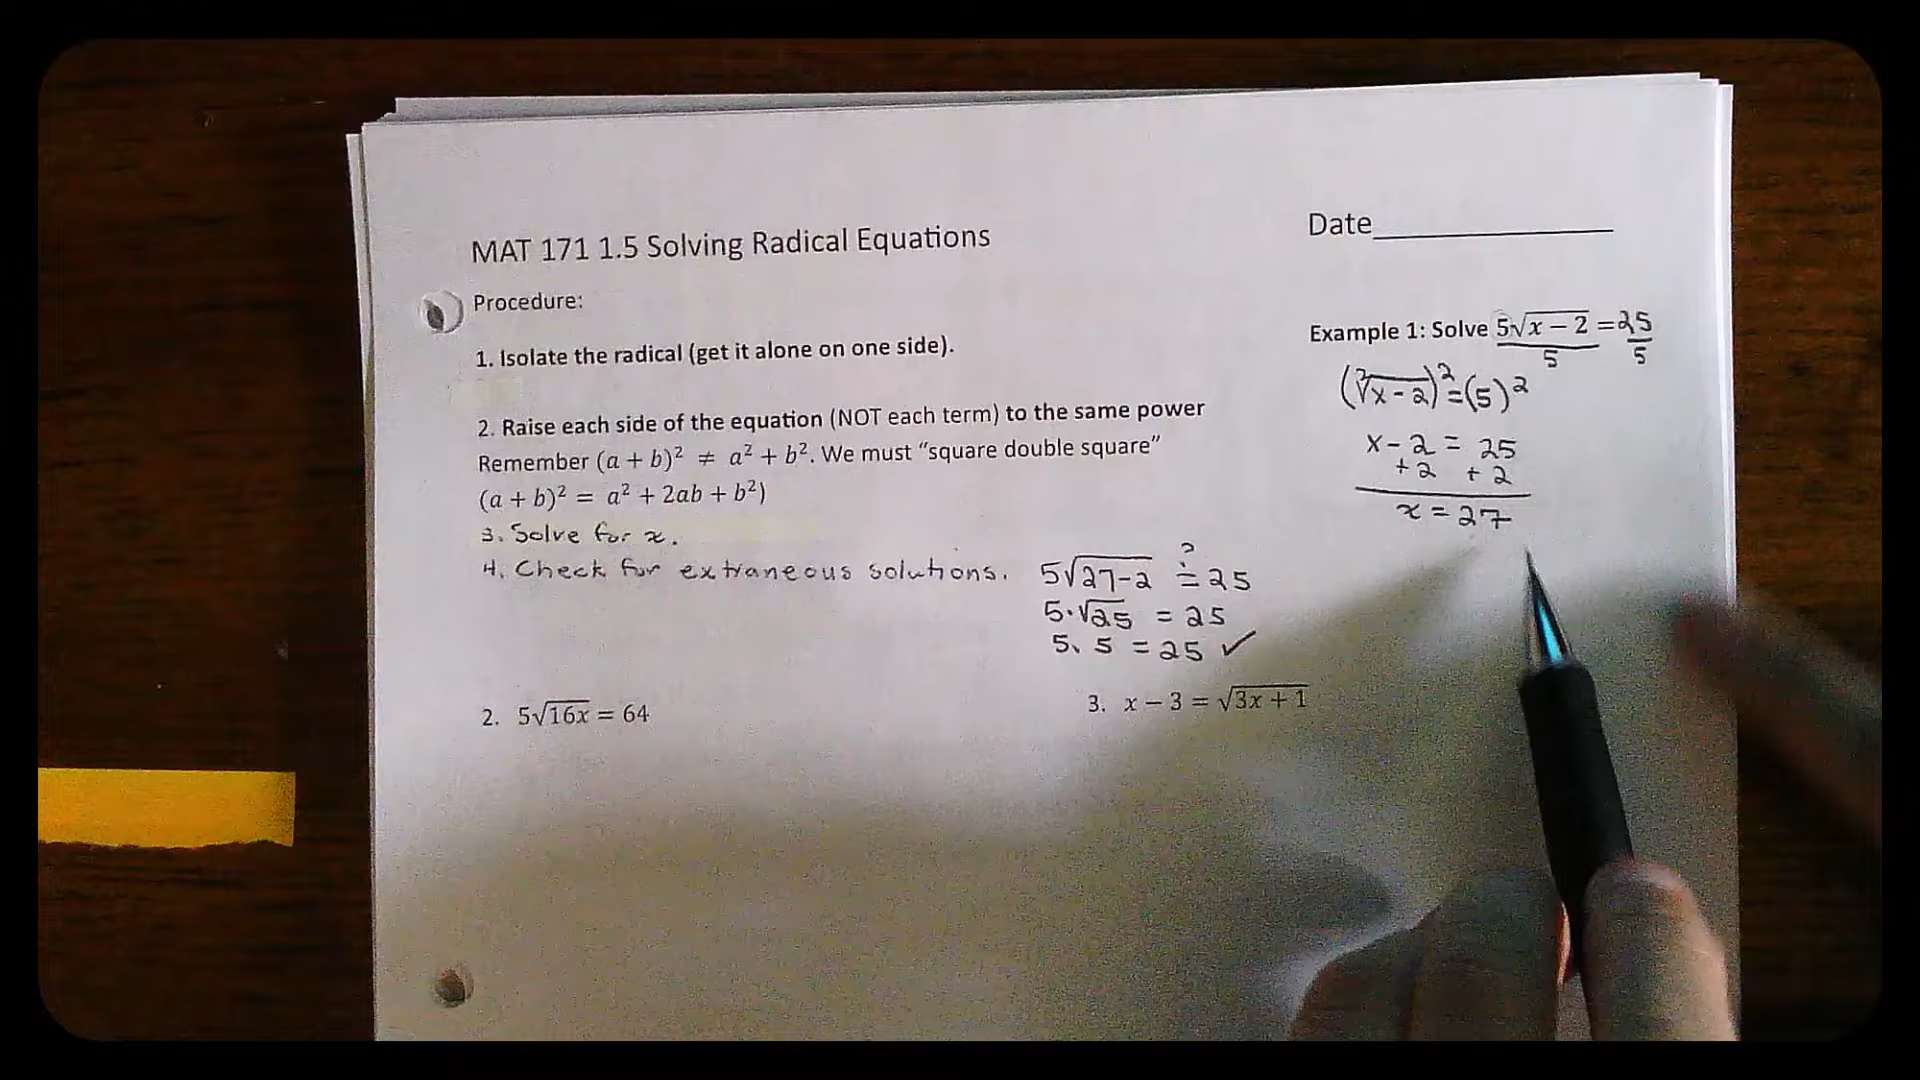 MAT 171 1.5 Solving Radical Equations
Date_______________
Procedure:
1. Isolate the radical (get it alone on one side).
2. Raise each side of the equation (NOT each term) to the same power
Remember (a + b)² ≠ a² + b². We must “square double square”
(a + b)² = a² + 2ab + b²)
3. Solve for x.
4. Check for extraneous solutions.
5√27-2 ≟ 25
5·√25 = 25
5. 5 = 25 ✓
Example 1: Solve 5√x − 2 = 25
5 5
(²√x-2)² = (5)²
x - 2 = 25
+2 +2
x = 27
2. 5√16x = 64
3. x − 3 = √3x + 1